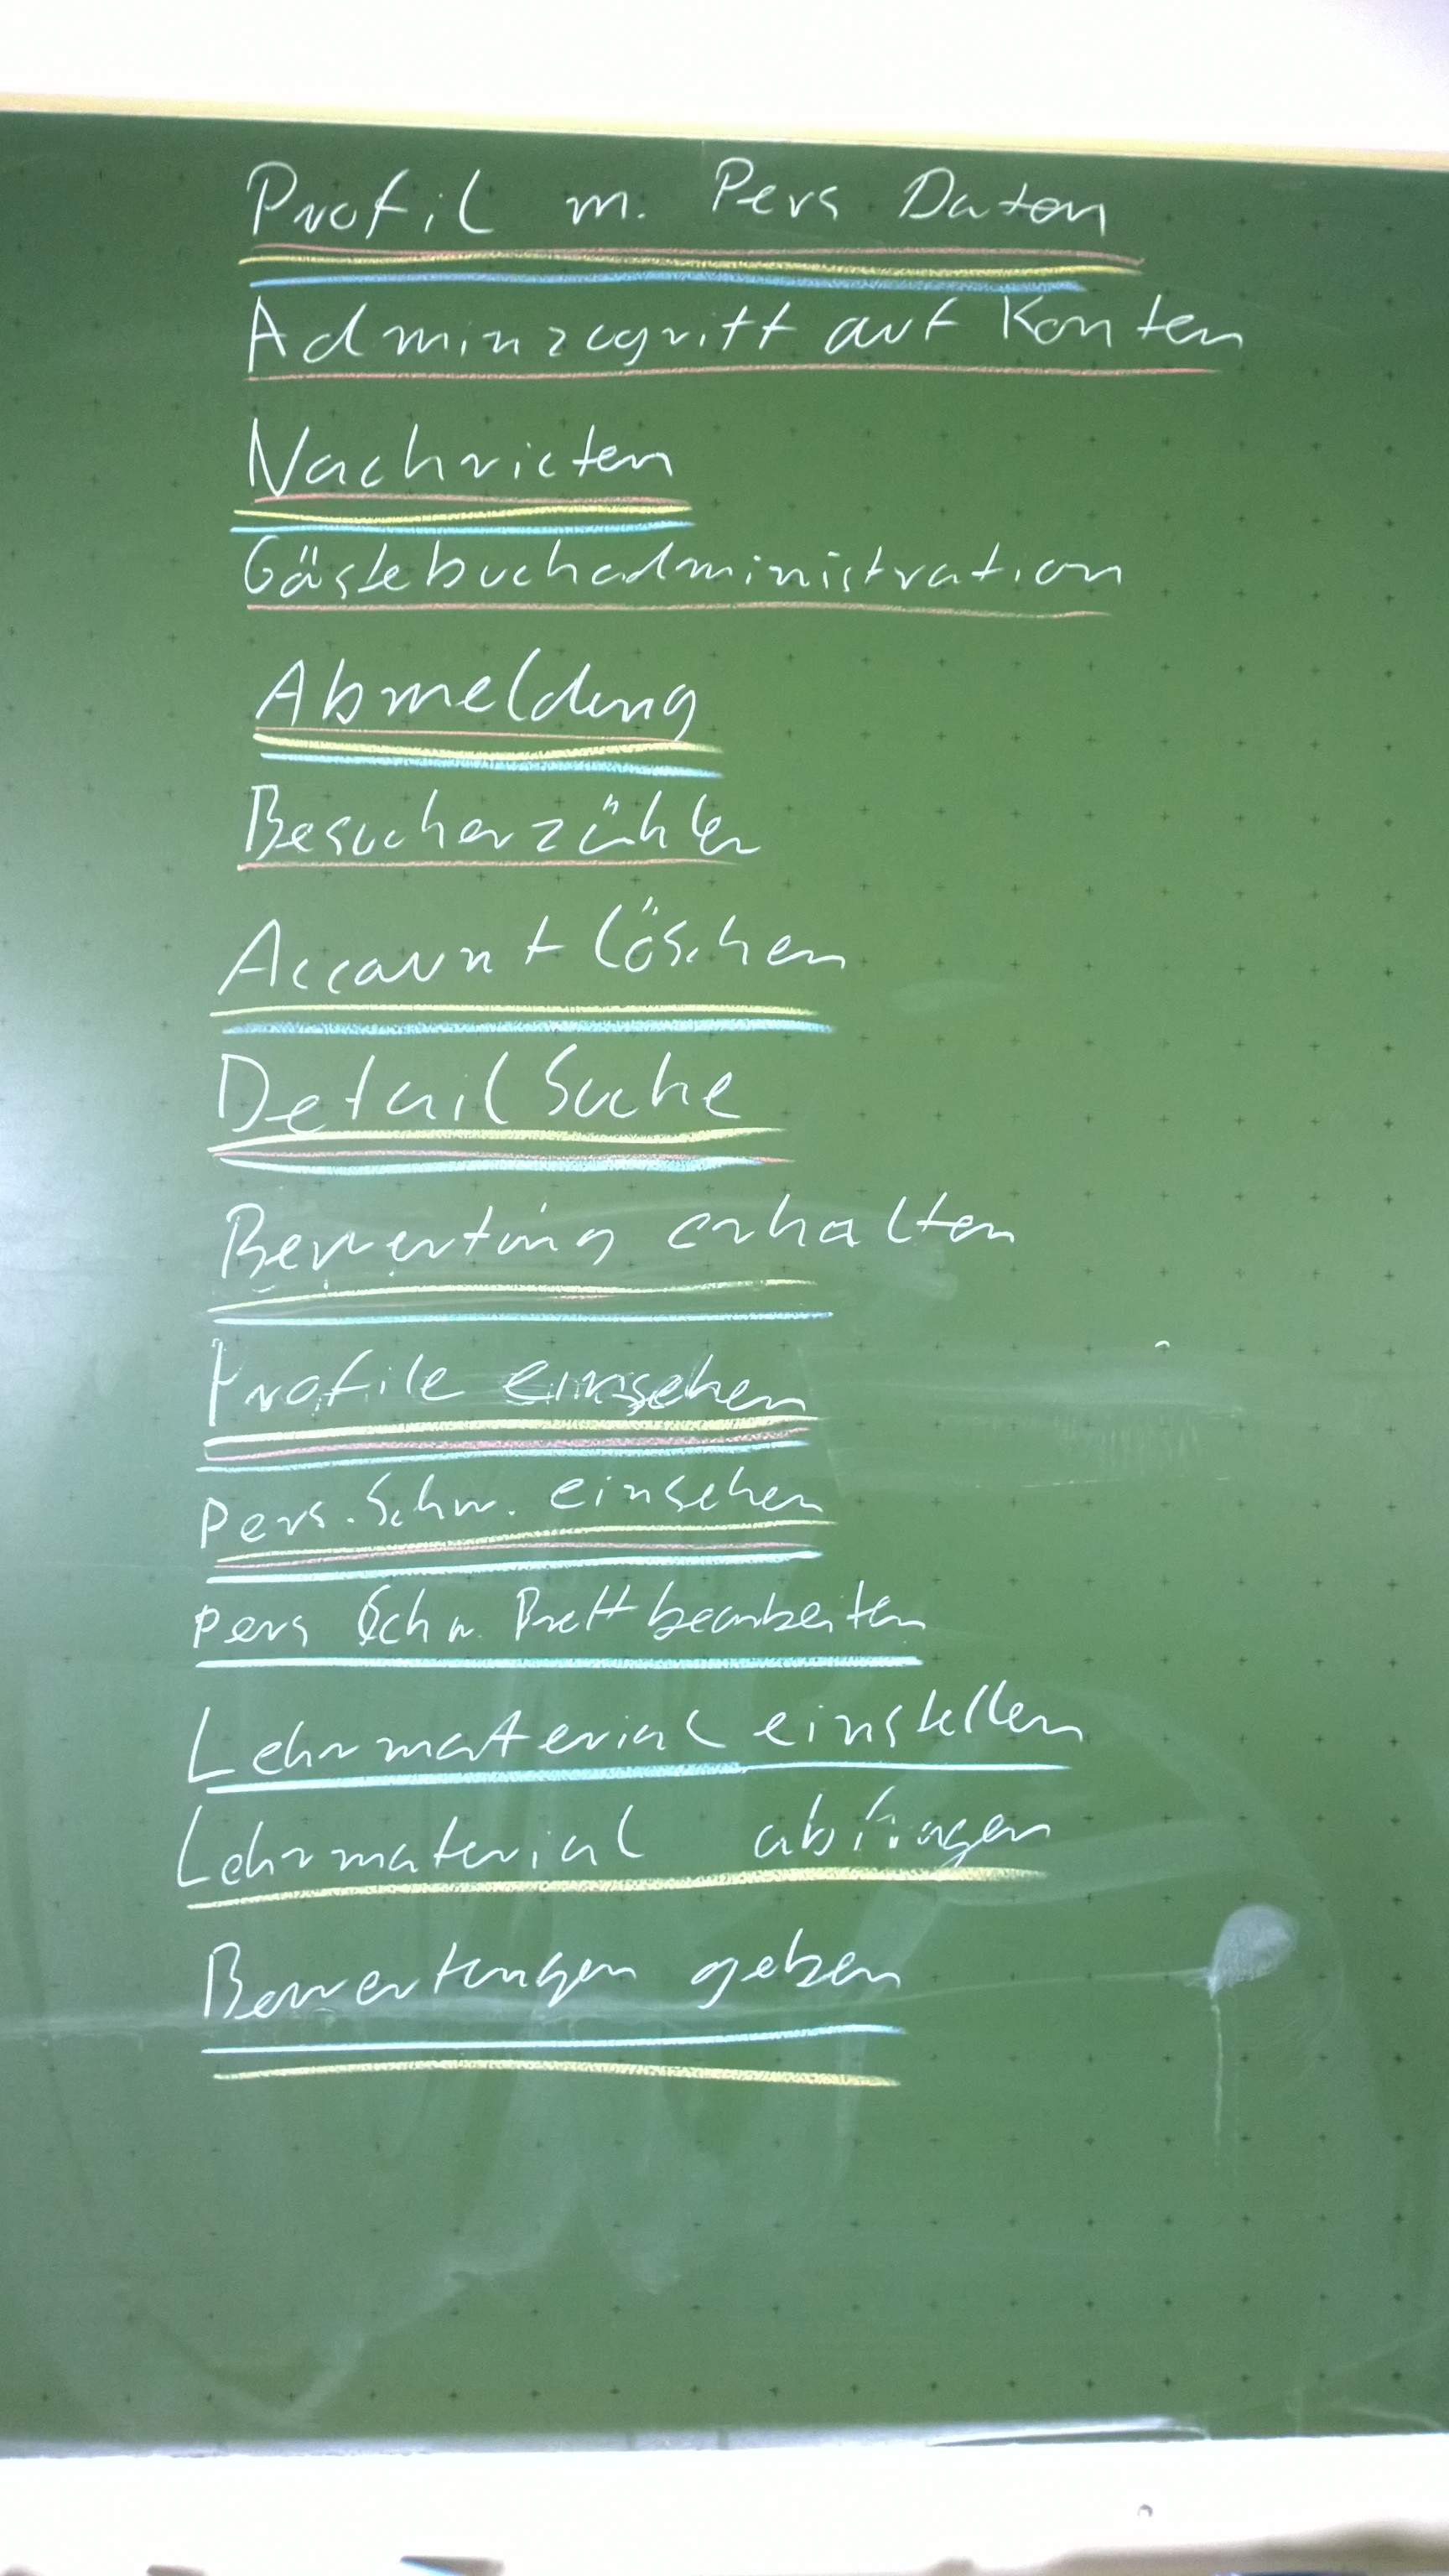 Profil m. Pers Daten
Adminzugriff auf Konten
Nachricten
Gästebuchadministration
Abmeldung
Besucherzähler
Account löschen
Detail Suche
Bewertung erhalten
Profile einsehen
Pers. Schw. einsehen
pers Schw. Brett bearbeiten
Lehrmaterial einstellen
Lehrmaterial abfragen
Bewertungen geben